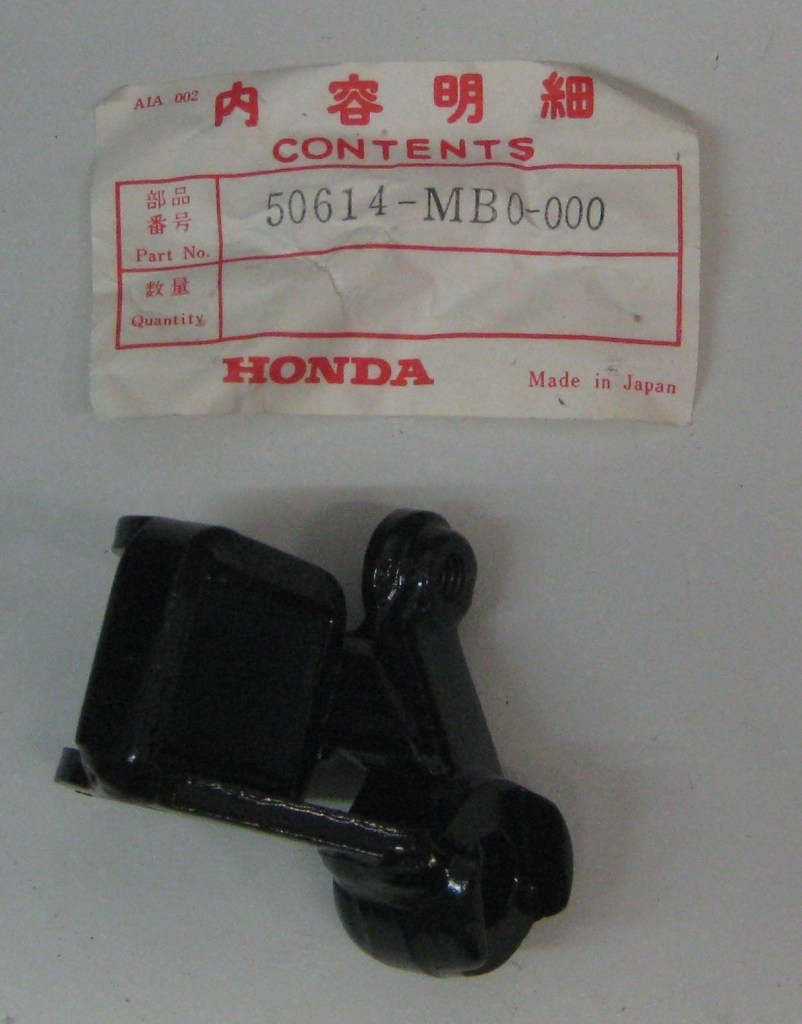 AIA 002
内容明細
CONTENTS
部品
番号
Part No.
50614-MB0-000
数量
Quantity
HONDA
Made in Japan